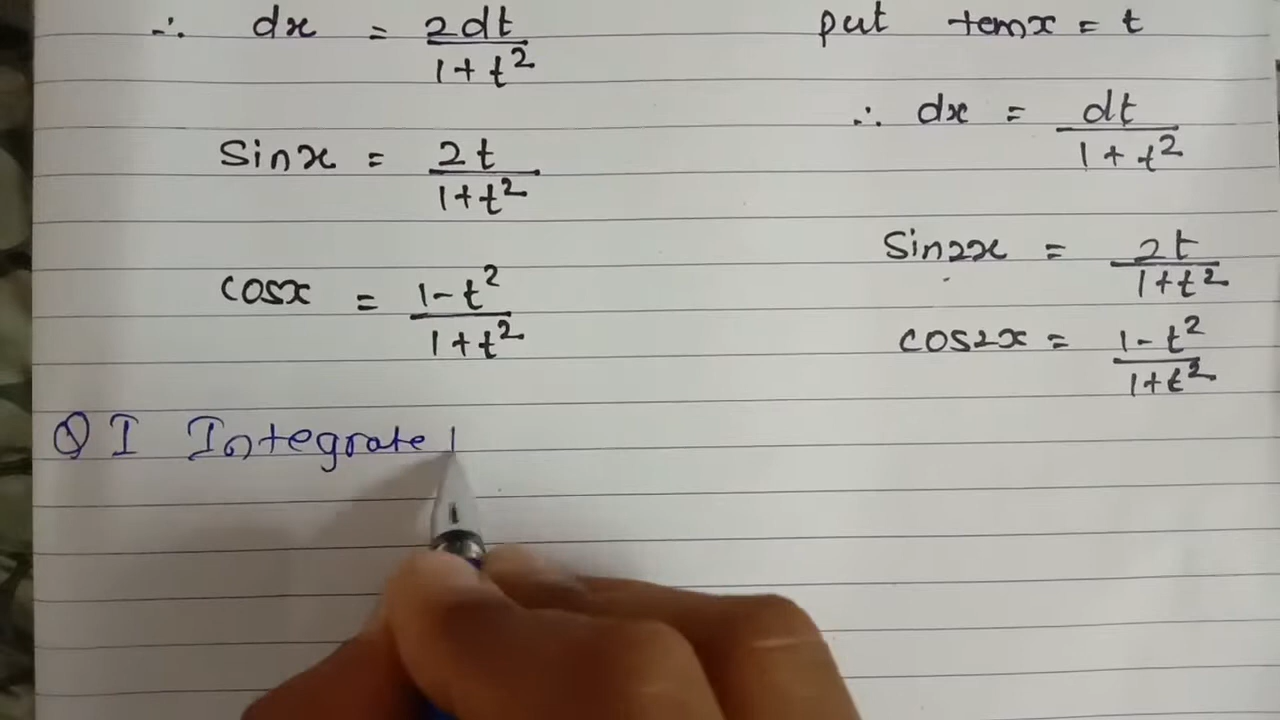 ∴ dx = 2dt / 1+t²
Sinx = 2t / 1+t²
cosx = 1-t² / 1+t²
put tanx = t
∴ dx = dt / 1+t²
Sin2x = 2t / 1+t²
cos2x = 1-t² / 1+t²
Q I Integrate